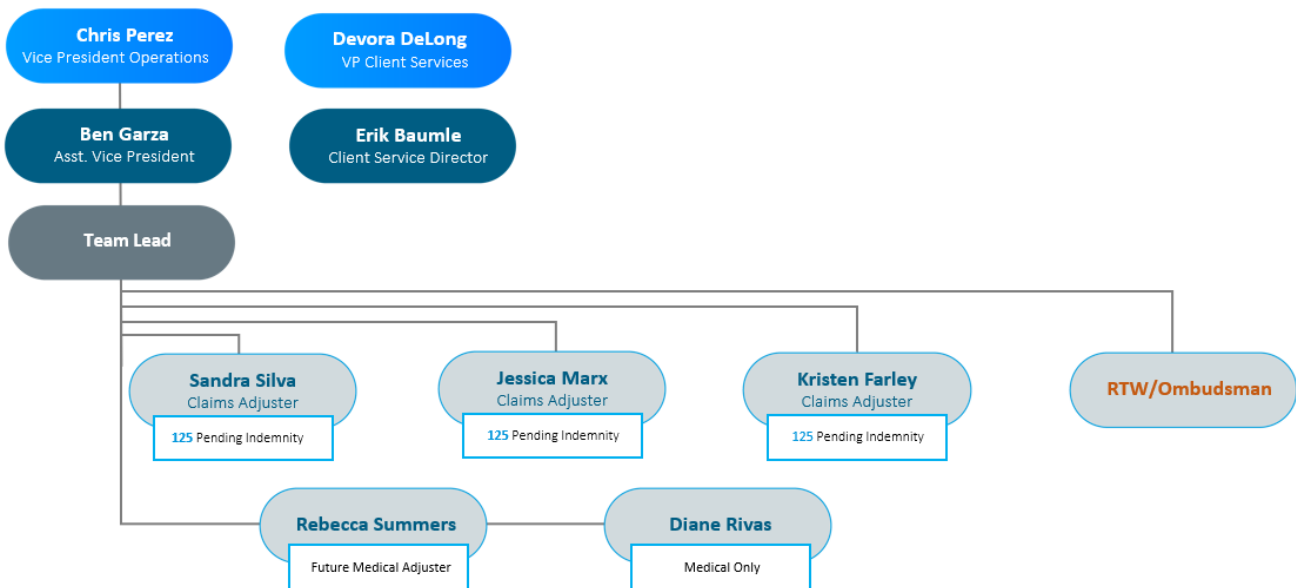 Chris Perez
Vice President Operations
Devora DeLong
VP Client Services
Ben Garza
Asst. Vice President
Erik Baumle
Client Service Director
Team Lead
Sandra Silva
Claims Adjuster
125 Pending Indemnity
Jessica Marx
Claims Adjuster
125 Pending Indemnity
Kristen Farley
Claims Adjuster
125 Pending Indemnity
RTW/Ombudsman
Rebecca Summers
Future Medical Adjuster
Diane Rivas
Medical Only